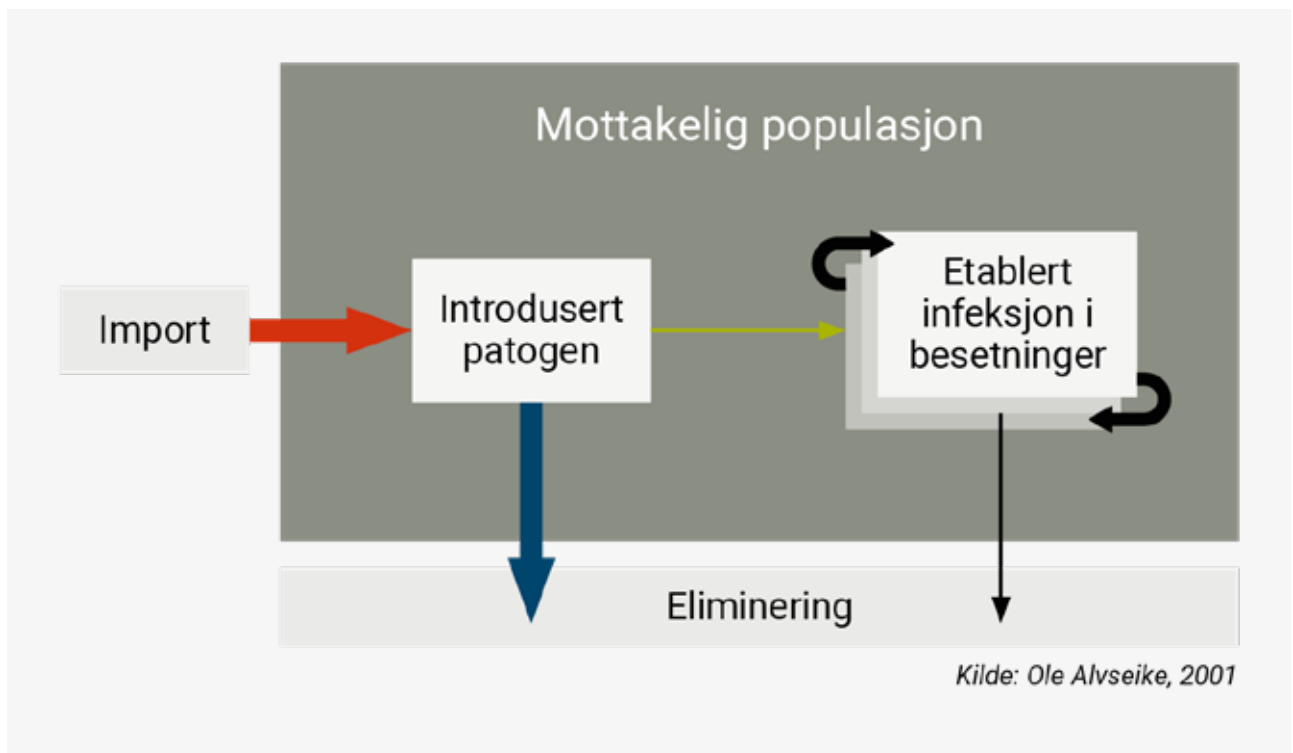 Mottakelig populasjon
Import
Introdusert
patogen
Etablert
infeksjon i
besetninger
Eliminering
Kilde: Ole Alvseike, 2001